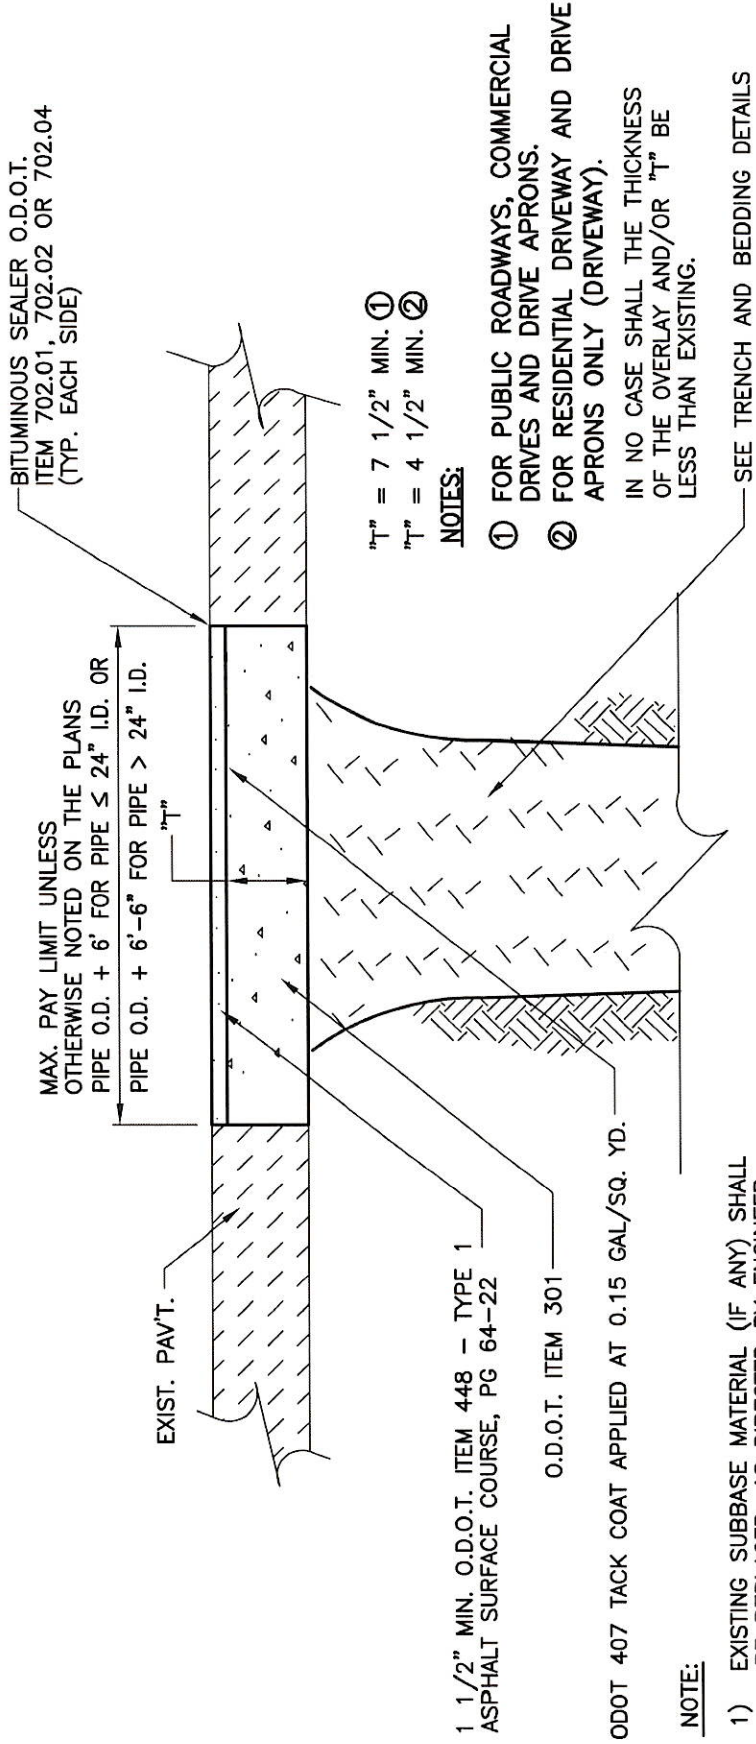 BITUMINOUS SEALER O.D.O.T.
ITEM 702.01, 702.02 OR 702.04
(TYP. EACH SIDE)
MAX. PAY LIMIT UNLESS
OTHERWISE NOTED ON THE PLANS
PIPE O.D. + 6' FOR PIPE ≤ 24" I.D. OR
PIPE O.D. + 6'-6" FOR PIPE > 24" I.D.
"T"
EXIST. PAV'T.
"T" = 7 1/2" MIN. ①
"T" = 4 1/2" MIN. ②
NOTES:
① FOR PUBLIC ROADWAYS, COMMERCIAL
DRIVES AND DRIVE APRONS.
② FOR RESIDENTIAL DRIVEWAY AND DRIVE
APRONS ONLY (DRIVEWAY).
IN NO CASE SHALL THE THICKNESS
OF THE OVERLAY AND/OR "T" BE
LESS THAN EXISTING.
SEE TRENCH AND BEDDING DETAILS
1 1/2" MIN. O.D.O.T. ITEM 448 - TYPE 1
ASPHALT SURFACE COURSE, PG 64-22
O.D.O.T. ITEM 301
ODOT 407 TACK COAT APPLIED AT 0.15 GAL/SQ. YD.
NOTE:
1) EXISTING SUBBASE MATERIAL (IF ANY) SHALL